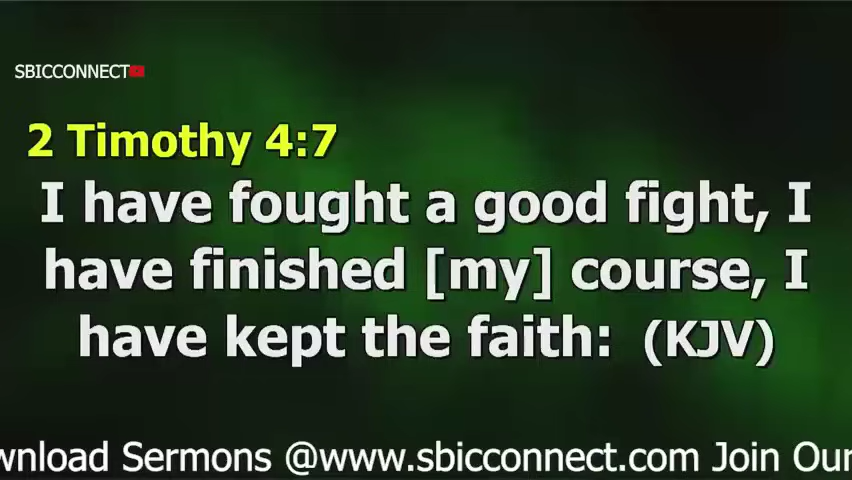 SBICCONNECT
2 Timothy 4:7
I have fought a good fight, I
have finished [my] course, I
have kept the faith: (KJV)
wnload Sermons @www.sbicconnect.com Join Our